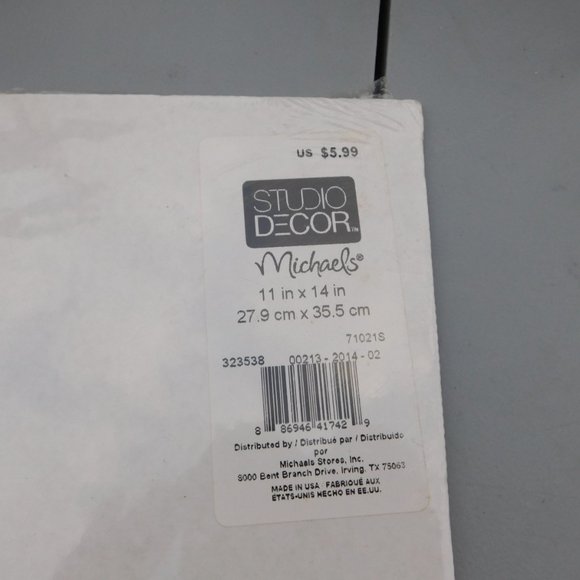 US $5.99
STUDIO
DECOR™
Michaels®
11 in x 14 in
27.9 cm x 35.5 cm
71021S
323538 00213-2014-02
8 86946 41742 9
Distributed by / Distribué par / Distribuido
por
Michaels Stores, Inc.
8000 Bent Branch Drive, Irving, TX 75063
MADE IN USA FABRIQUÉ AUX
ÉTATS-UNIS HECHO EN EE.UU.